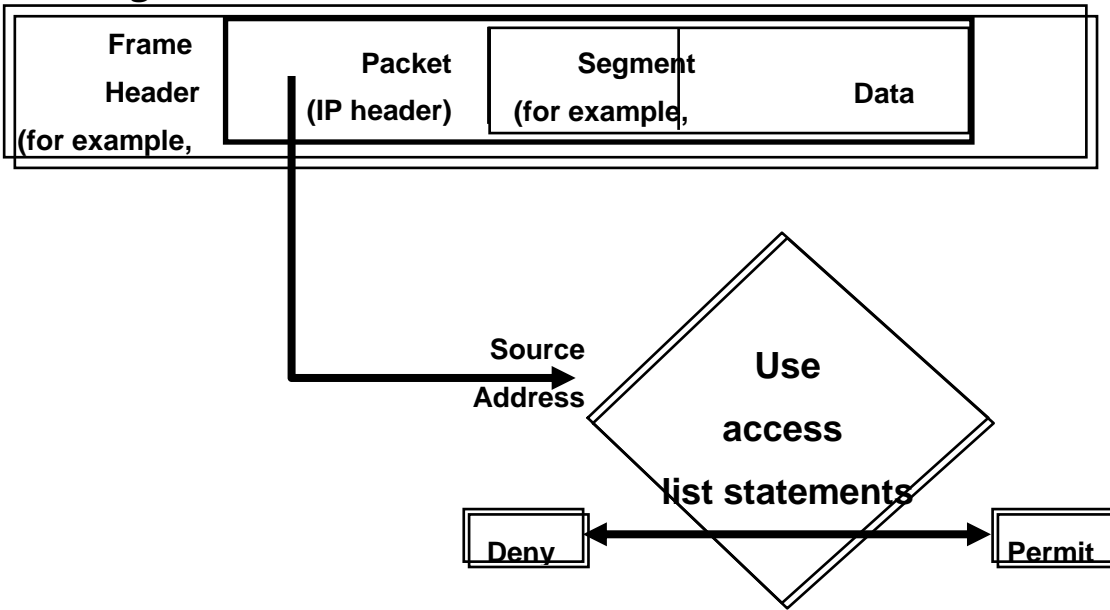 Frame
Header
(for example,
Packet
(IP header)
Segment
(for example,
Data
Source
Address
Use
access
list statements
Deny
Permit